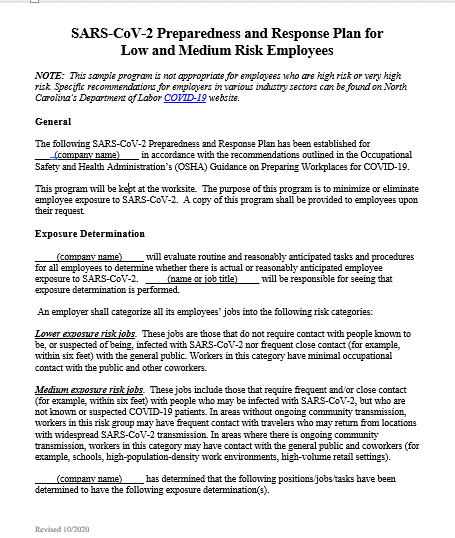 SARS-CoV-2 Preparedness and Response Plan for
Low and Medium Risk Employees
NOTE: This sample program is not appropriate for employees who are high risk or very high
risk. Specific recommendations for employers in various industry sectors can be found on North
Carolina's Department of Labor COVID-19 website.
General
The following SARS-CoV-2 Preparedness and Response Plan has been established for
__(company name)____ in accordance with the recommendations outlined in the Occupational
Safety and Health Administration's (OSHA) Guidance on Preparing Workplaces for COVID-19.
This program will be kept at the worksite. The purpose of this program is to minimize or eliminate
employee exposure to SARS-CoV-2. A copy of this program shall be provided to employees upon
their request.
Exposure Determination
____(company name)____ will evaluate routine and reasonably anticipated tasks and procedures
for all employees to determine whether there is actual or reasonably anticipated employee
exposure to SARS-CoV-2. ____(name or job title)____ will be responsible for seeing that
exposure determination is performed.
An employer shall categorize all its employees' jobs into the following risk categories:
Lower exposure risk jobs. These jobs are those that do not require contact with people known to
be, or suspected of being, infected with SARS-CoV-2 nor frequent close contact (for example,
within six feet) with the general public. Workers in this category have minimal occupational
contact with the public and other coworkers.
Medium exposure risk jobs. These jobs include those that require frequent and/or close contact
(for example, within six feet) with people who may be infected with SARS-CoV-2, but who are
not known or suspected COVID-19 patients. In areas without ongoing community transmission,
workers in this risk group may have frequent contact with travelers who may return from locations
with widespread SARS-CoV-2 transmission. In areas where there is ongoing community
transmission, workers in this category may have contact with the general public and coworkers (for
example, schools, high-population-density work environments, high-volume retail settings).
____(company name)____ has determined that the following positions/jobs/tasks have been
determined to have the following exposure determination(s).
Revised 10/2020